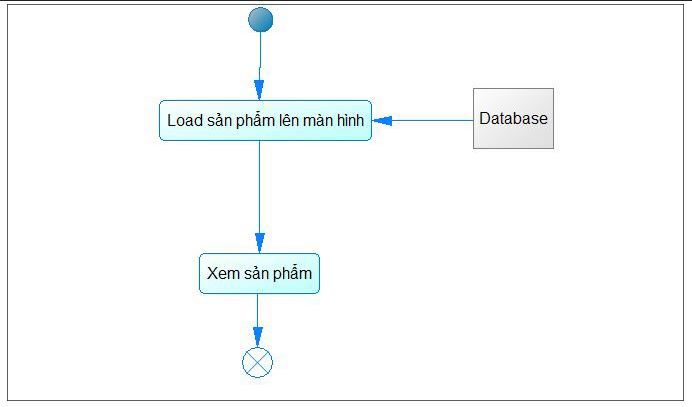 Load sản phẩm lên màn hình
Database
Xem sản phẩm